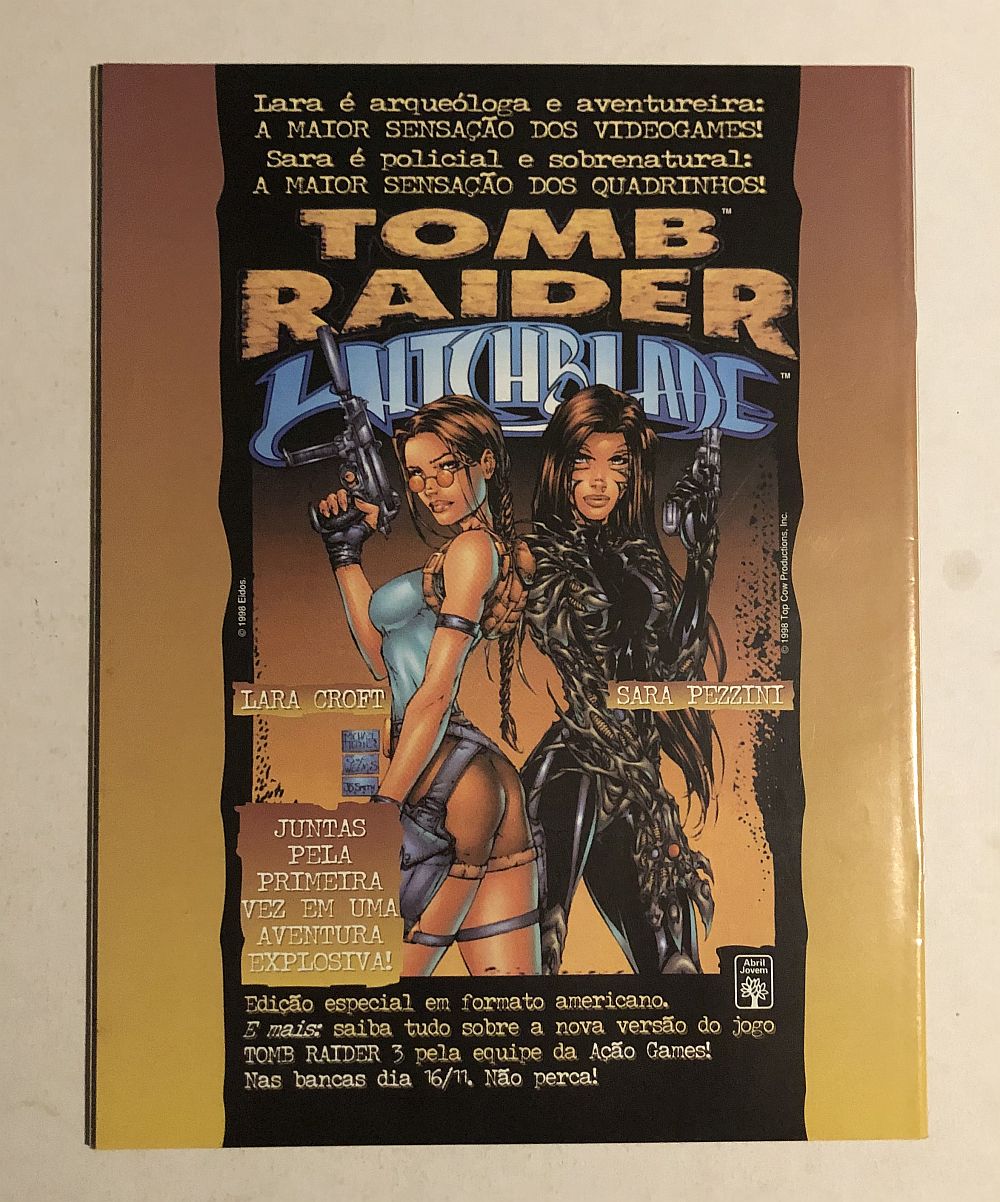 Lara é arqueóloga e aventureira:
A MAIOR SENSAÇÃO DOS VIDEOGAMES!
Sara é policial e sobrenatural:
A MAIOR SENSAÇÃO DOS QUADRINHOS!
TOMB™
RAIDER
WITCHBLADE™
© 1998 Eidos.
© 1998 Top Cow Productions, Inc.
LARA CROFT
SARA PEZZINI
JUNTAS
PELA
PRIMEIRA
VEZ EM UMA
AVENTURA
EXPLOSIVA!
Abril
Jovem
Edição especial em formato americano.
E mais: saiba tudo sobre a nova versão do jogo
TOMB RAIDER 3 pela equipe da Ação Games!
Nas bancas dia 16/11. Não perca!